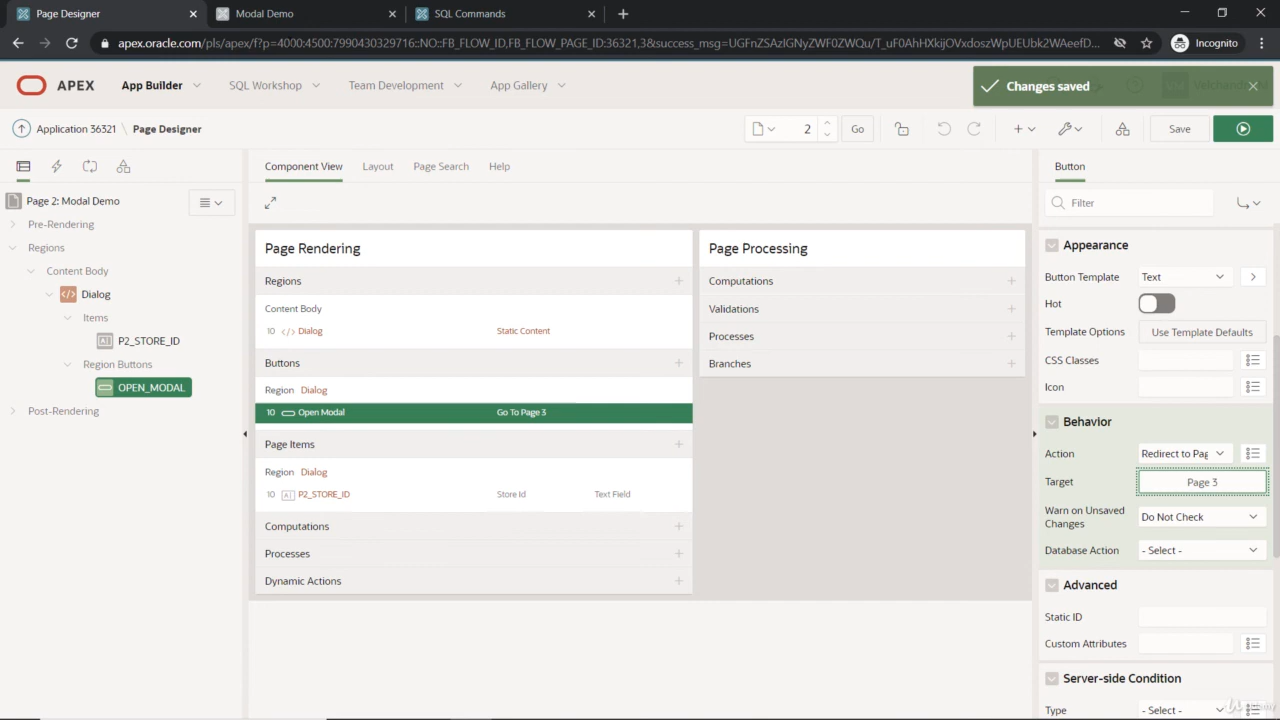 Page Designer
Modal Demo
SQL Commands
apex.oracle.com/pls/apex/f?p=4000:4500:7990430329716::NO::FB_FLOW_ID,FB_FLOW_PAGE_ID:36321,3&success_msg=UGFnZSAzIGNyZWF0ZWQu/T_uF0AhHXkijOVxdoszWpUEUbk2WAeefD...
Incognito
APEX
App Builder
SQL Workshop
Team Development
App Gallery
Changes saved
Application 36321 \ Page Designer
2
Go
Save
Component View
Layout
Page Search
Help
Button
Page 2: Modal Demo
Pre-Rendering
Regions
Content Body
Dialog
Items
P2_STORE_ID
Region Buttons
OPEN_MODAL
Post-Rendering
Page Rendering
Regions
Content Body
10 Dialog Static Content
Buttons
Region Dialog
10 Open Modal Go To Page 3
Page Items
Region Dialog
10 P2_STORE_ID Store Id Text Field
Computations
Processes
Dynamic Actions
Page Processing
Computations
Validations
Processes
Branches
Filter
Appearance
Button Template Text
Hot
Template Options Use Template Defaults
CSS Classes
Icon
Behavior
Action Redirect to Pag
Target Page 3
Warn on Unsaved Changes Do Not Check
Database Action - Select -
Advanced
Static ID
Custom Attributes
Server-side Condition
Type - Select -